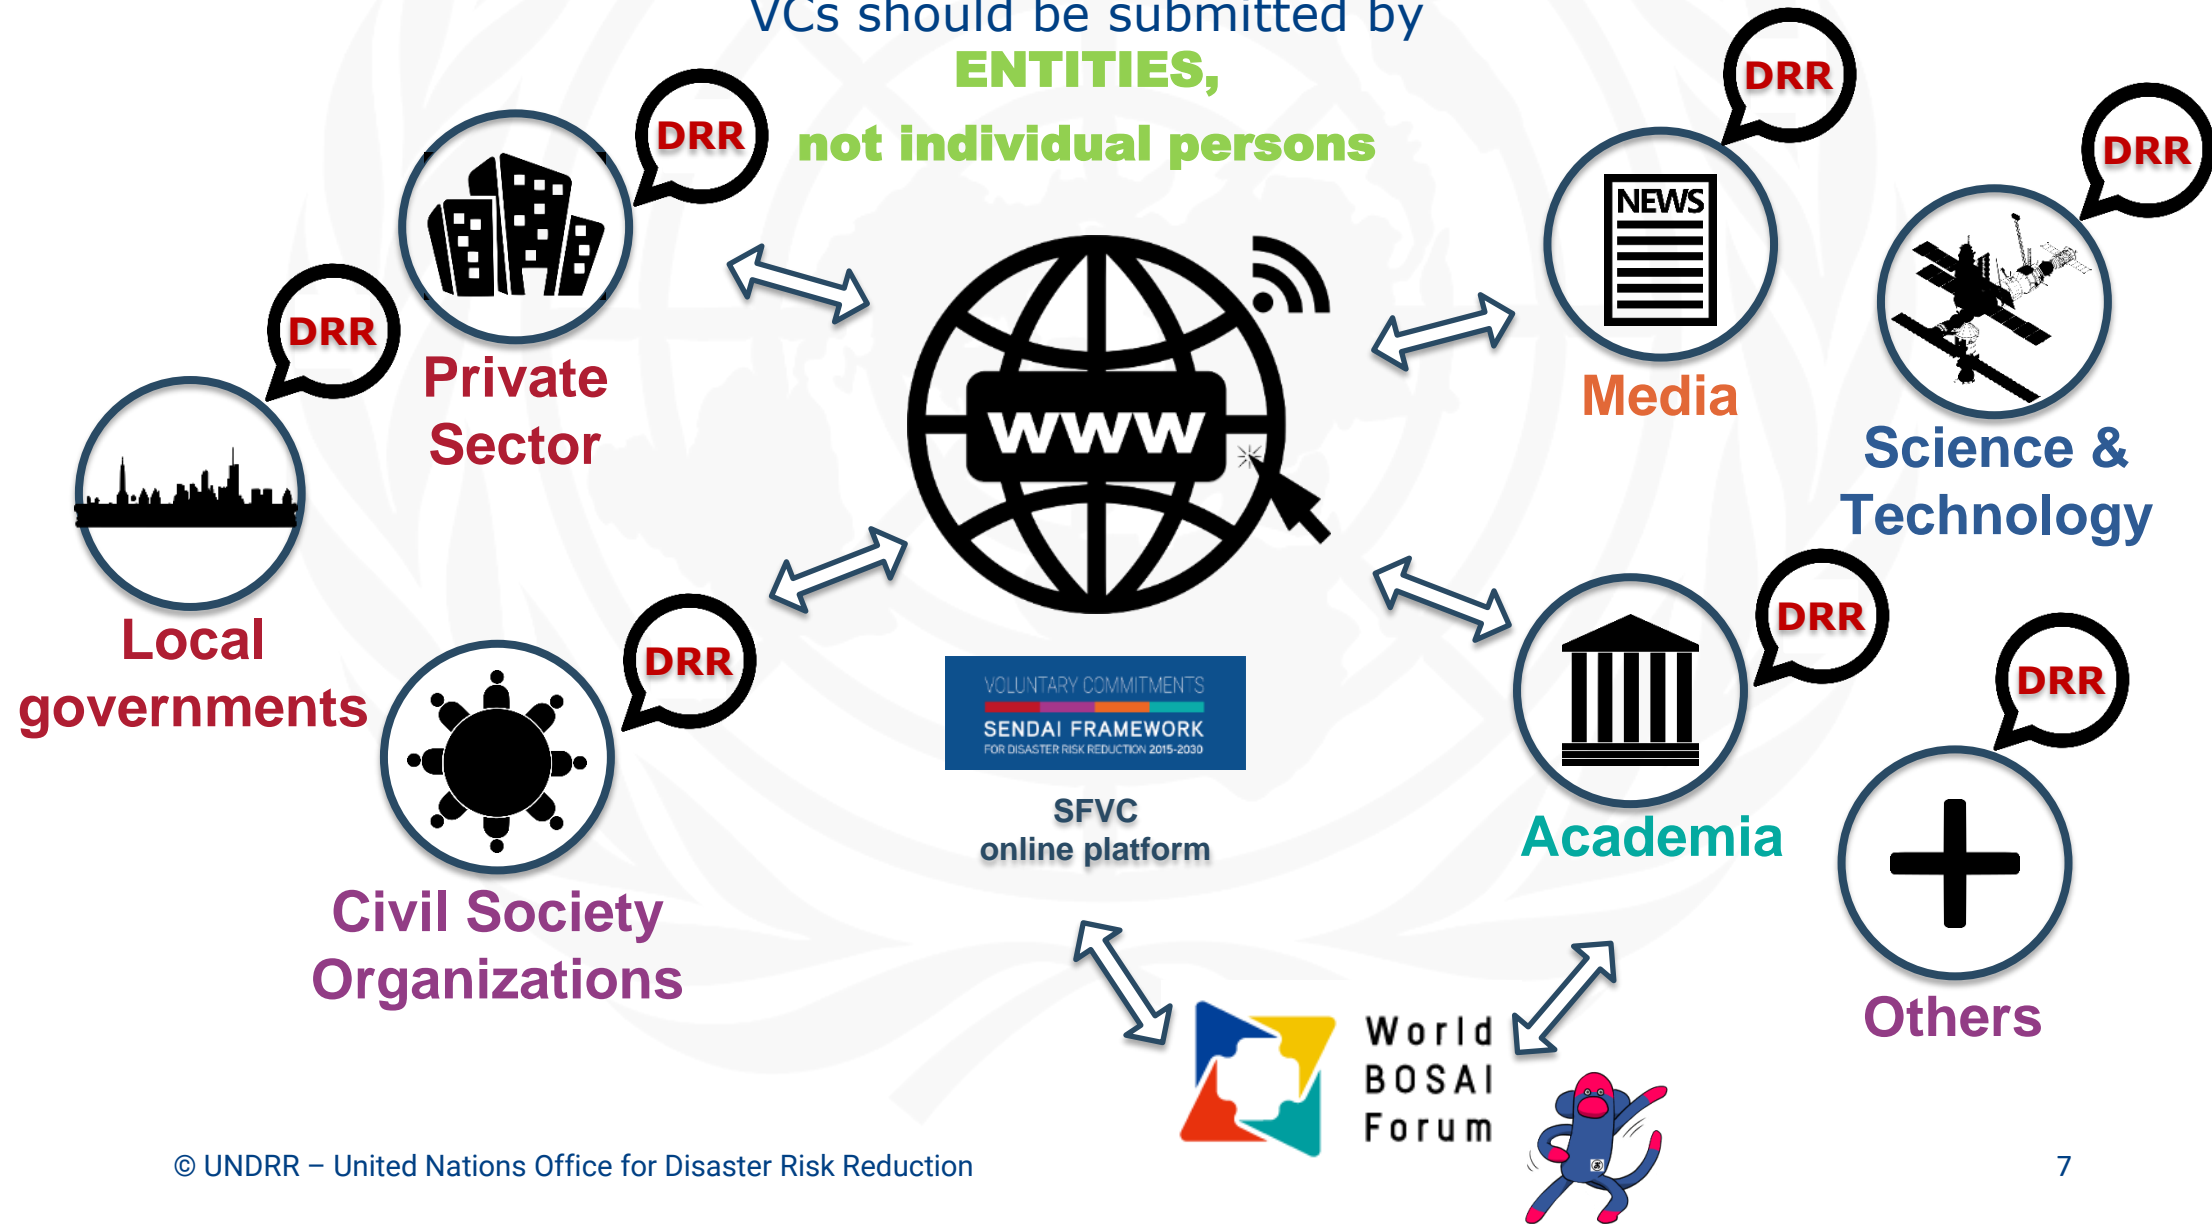 VCs should be submitted by
ENTITIES,
not individual persons
DRR
DRR
DRR
DRR
DRR
DRR
DRR
Private
Sector
Local
governments
Civil Society
Organizations
WWW
VOLUNTARY COMMITMENTS
SENDAI FRAMEWORK
FOR DISASTER RISK REDUCTION 2015-2030
SFVC
online platform
NEWS
Media
Science &
Technology
Academia
Others
World
BOSAI
Forum
© UNDRR – United Nations Office for Disaster Risk Reduction
7